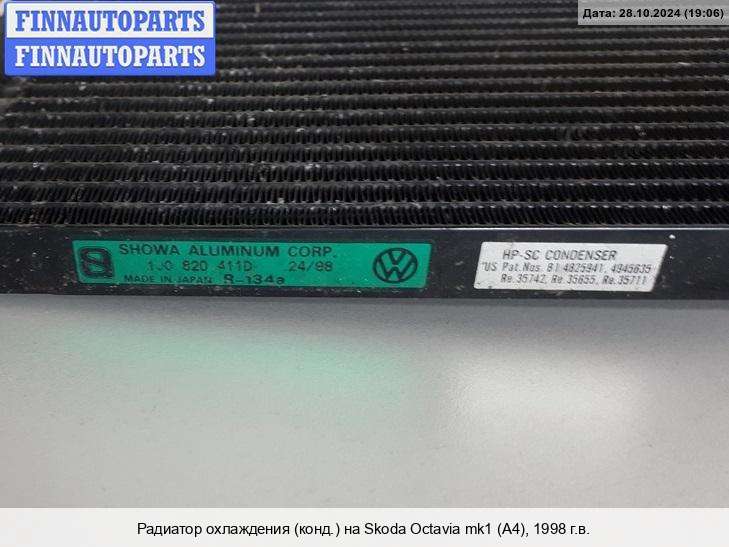 FINNAUTOPARTS
FINNAUTOPARTS
Дата: 28.10.2024 (19:06)
S SHOWA ALUMINUM CORP.
1J0 820 411D 24/98
MADE IN JAPAN R-134a
HP-SC CONDENSER
US Pat.Nos. B1 4825941, 4945635
Re.35742, Re.35655, Re.35711
Радиатор охлаждения (конд.) на Skoda Octavia mk1 (A4), 1998 г.в.